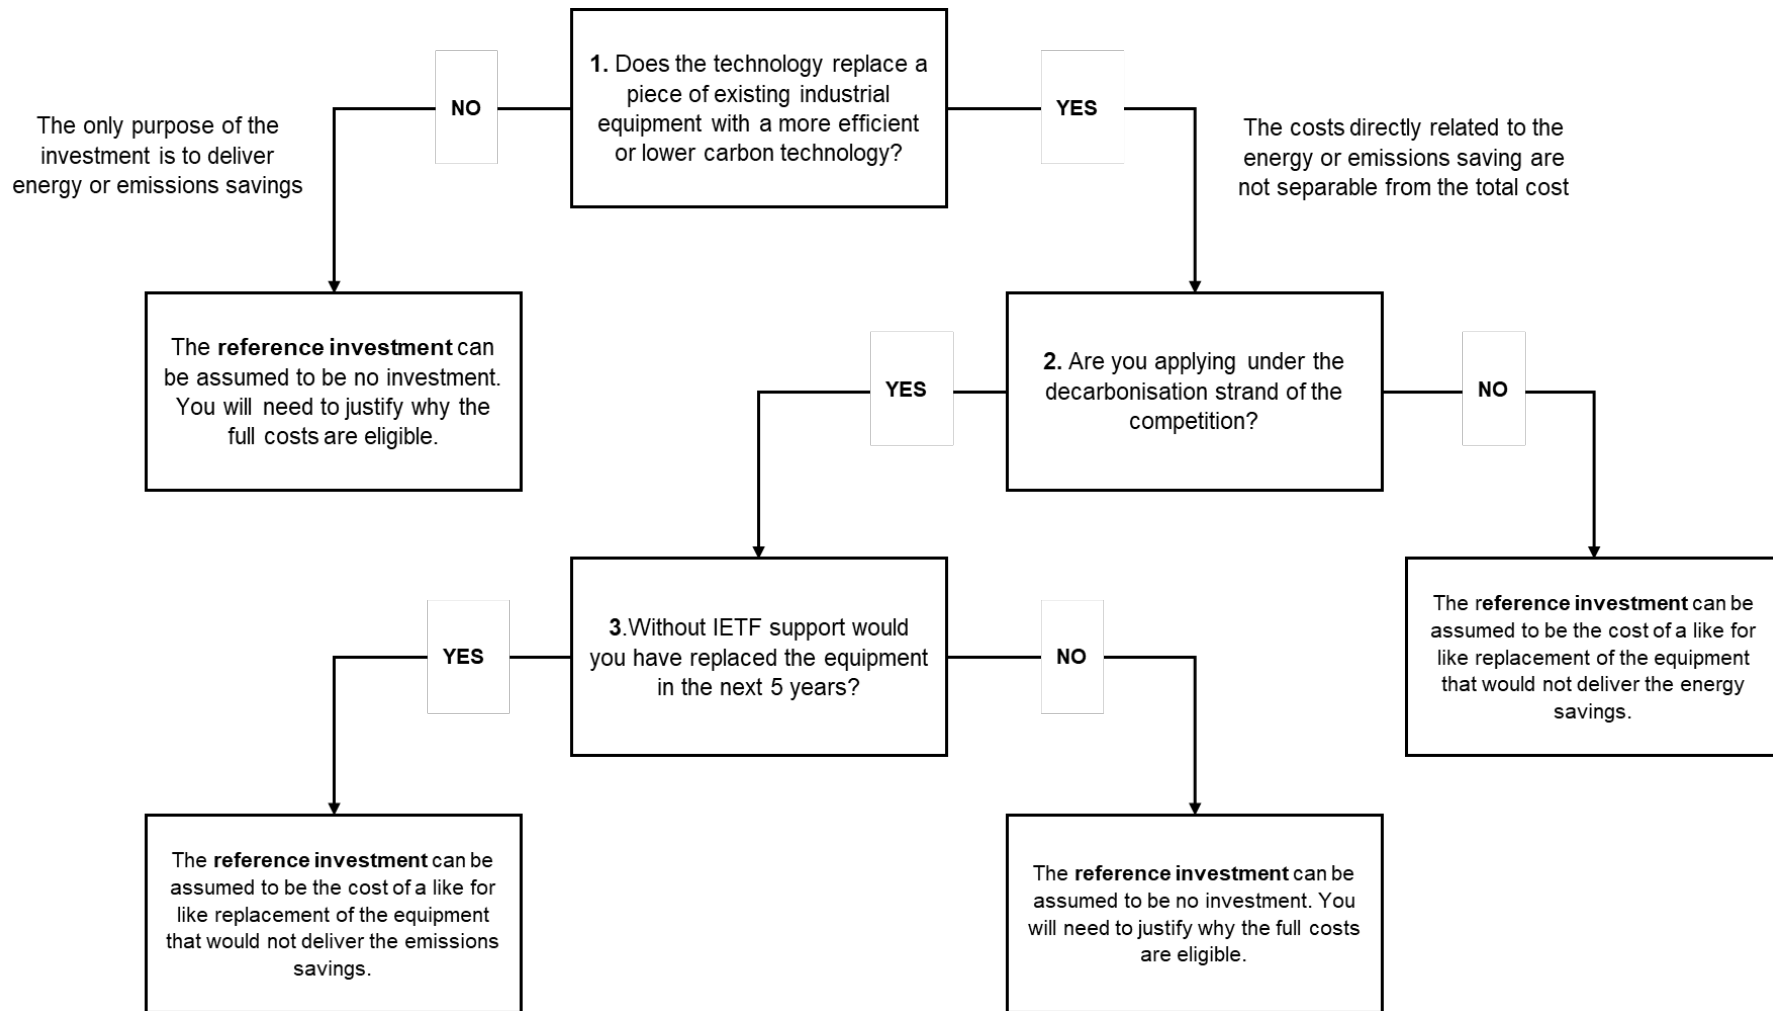 1. Does the technology replace a
piece of existing industrial
equipment with a more efficient
or lower carbon technology?
NO
YES
The only purpose of the
investment is to deliver
energy or emissions savings
The costs directly related to the
energy or emissions saving are
not separable from the total cost
The reference investment can
be assumed to be no investment.
You will need to justify why the
full costs are eligible.
2. Are you applying under the
decarbonisation strand of the
competition?
YES
NO
3.Without IETF support would
you have replaced the equipment
in the next 5 years?
YES
NO
The reference investment can be
assumed to be the cost of a like for
like replacement of the equipment
that would not deliver the energy
savings.
The reference investment can be
assumed to be the cost of a like for
like replacement of the equipment
that would not deliver the emissions
savings.
The reference investment can be
assumed to be no investment. You
will need to justify why the full costs
are eligible.